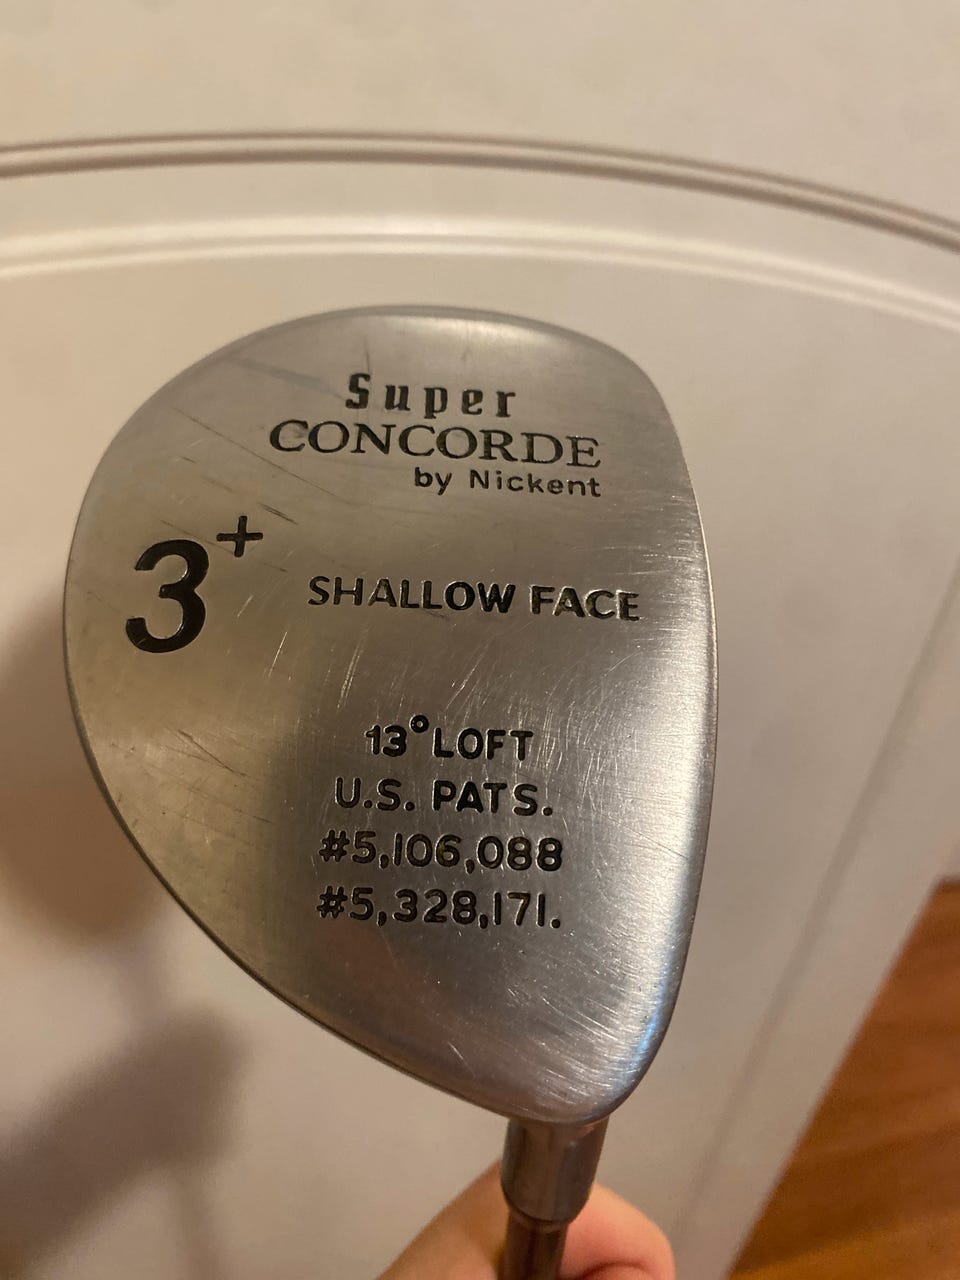 Super
CONCORDE
by Nickent
3+
SHALLOW FACE
13° LOFT
U.S. PATS.
#5,106,088
#5,328,171.